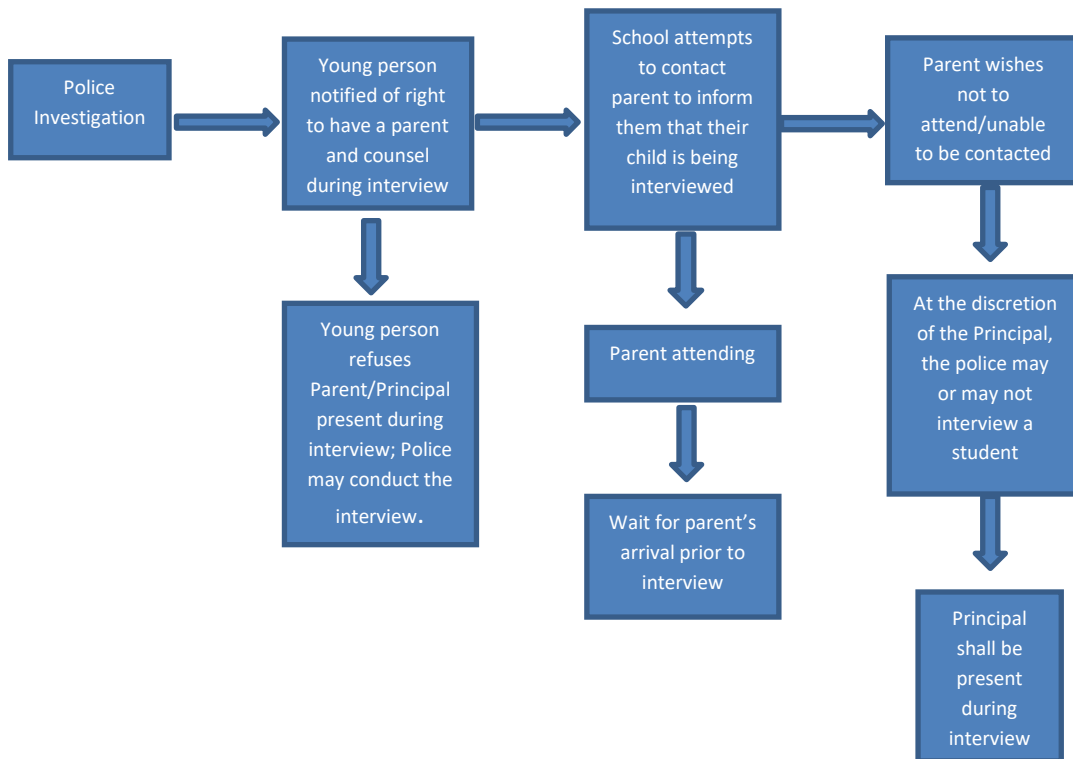 Police
Investigation
Young person
notified of right
to have a parent
and counsel
during interview
School attempts
to contact
parent to inform
them that their
child is being
interviewed
Parent wishes
not to
attend/unable
to be contacted
Young person
refuses
Parent/Principal
present during
interview; Police
may conduct the
interview.
Parent attending
Wait for parent’s
arrival prior to
interview
At the discretion
of the Principal,
the police may
or may not
interview a
student
Principal
shall be
present
during
interview